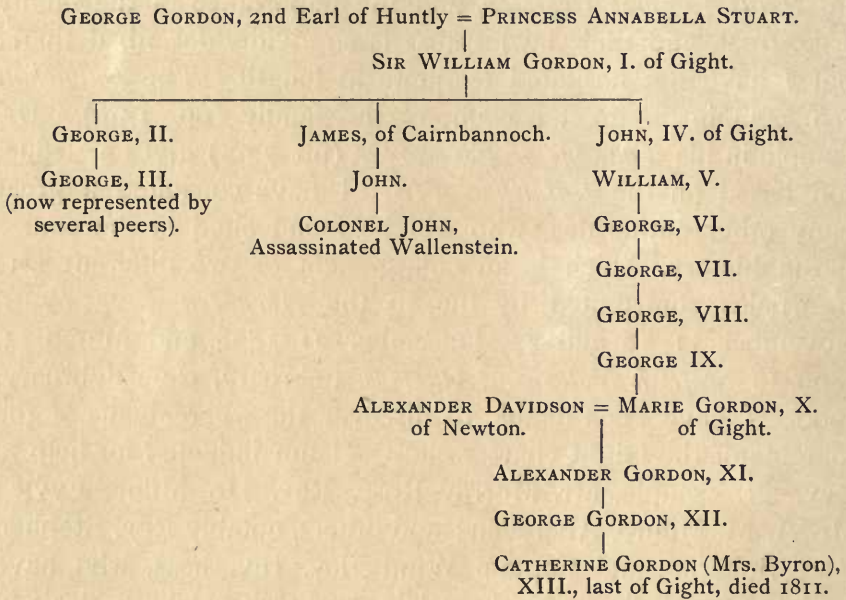 GEORGE GORDON, 2nd Earl of Huntly = PRINCESS ANNABELLA STUART.
SIR WILLIAM GORDON, I. of Gight.
GEORGE, II. JAMES, of Cairnbannoch. JOHN, IV. of Gight.
GEORGE, III. JOHN. WILLIAM, V.
(now represented by
several peers). COLONEL JOHN, GEORGE, VI.
Assassinated Wallenstein.
GEORGE, VII.
GEORGE, VIII.
GEORGE IX.
ALEXANDER DAVIDSON = MARIE GORDON, X.
of Newton. of Gight.
ALEXANDER GORDON, XI.
GEORGE GORDON, XII.
CATHERINE GORDON (Mrs. Byron),
XIII., last of Gight, died 1811.